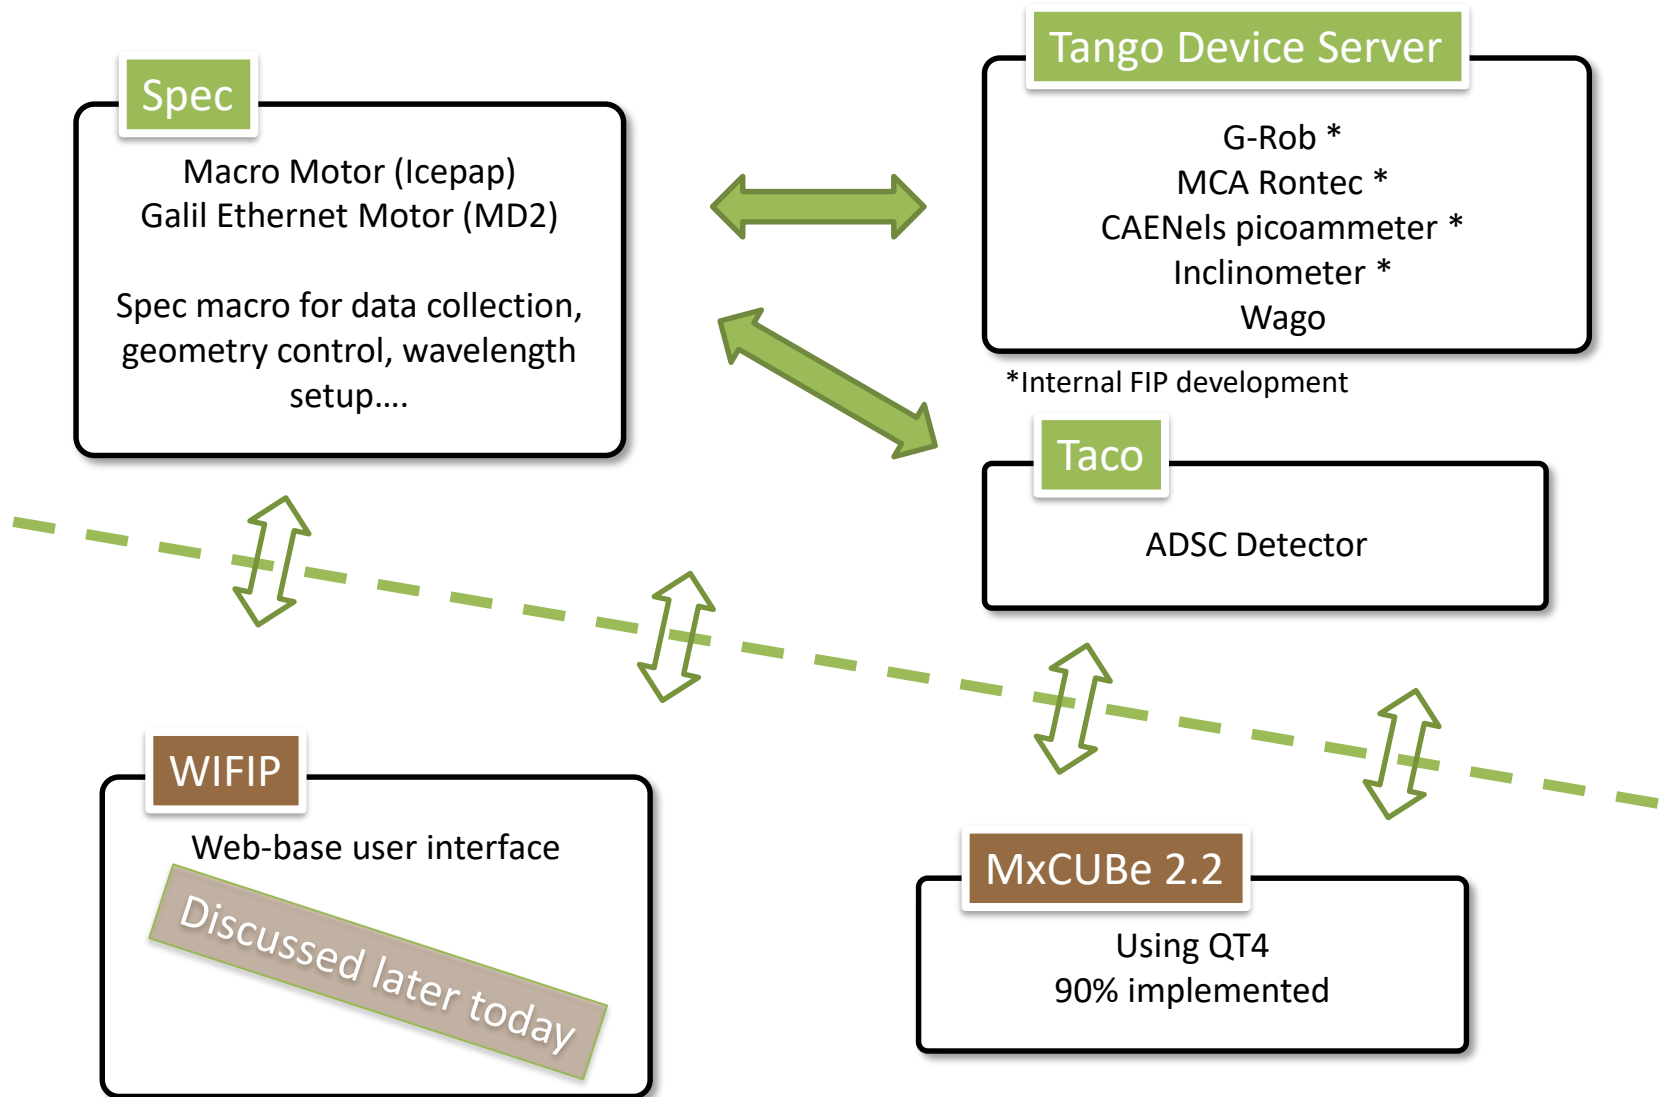 Spec
Macro Motor (Icepap)
Galil Ethernet Motor (MD2)
Spec macro for data collection,
geometry control, wavelength
setup....
Tango Device Server
G-Rob *
MCA Rontec *
CAENels picoammeter *
Inclinometer *
Wago
*Internal FIP development
Taco
ADSC Detector
WIFIP
Web-base user interface
Discussed later today
MxCUBe 2.2
Using QT4
90% implemented